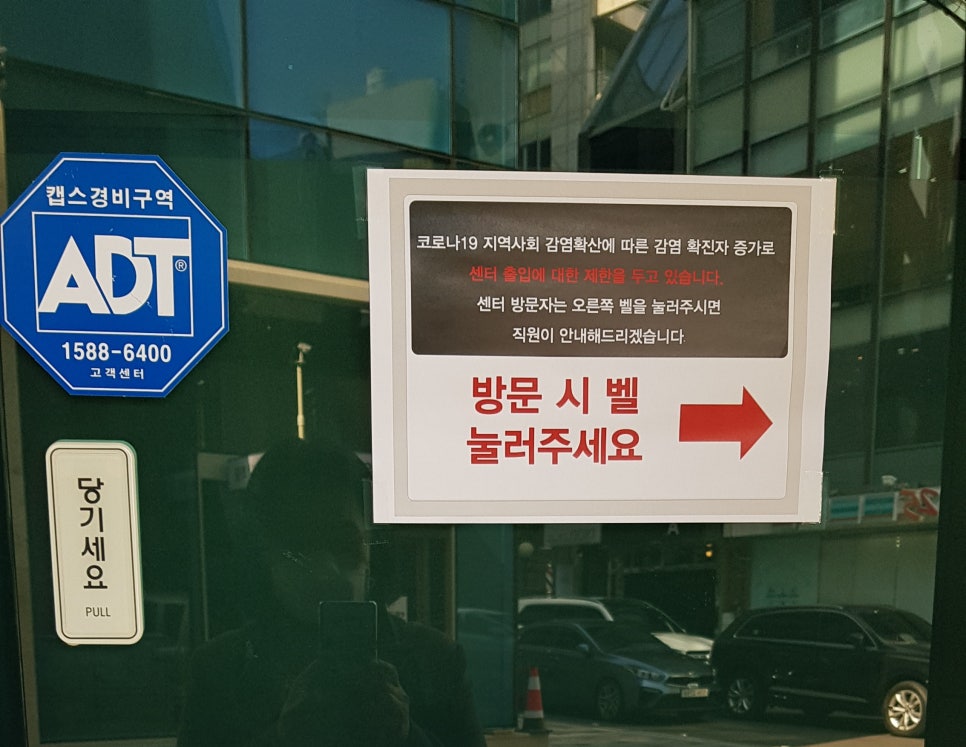 캡스경비구역
ADT®
1588-6400
고객센터
당기세요
PULL
코로나19 지역사회 감염확산에 따른 감염 확진자 증가로
센터 출입에 대한 제한을 두고 있습니다.
센터 방문자는 오른쪽 벨을 눌러주시면
직원이 안내해드리겠습니다.
방문 시 벨
눌러주세요